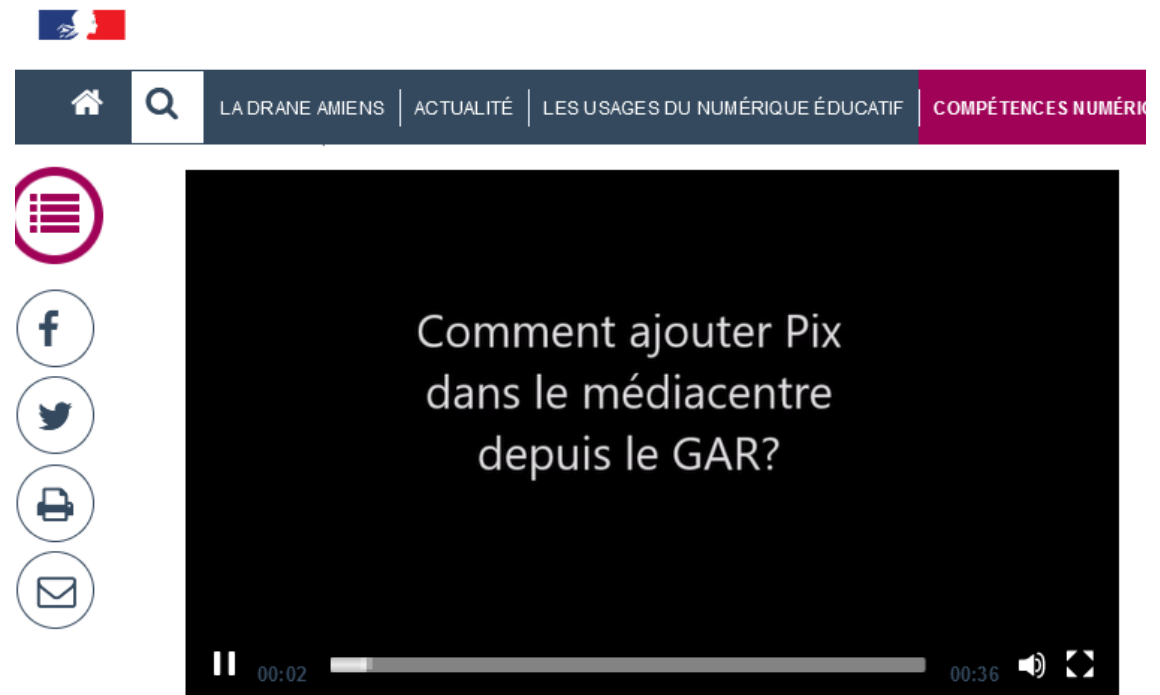 LA DRANE AMIENS
ACTUALITÉ
LES USAGES DU NUMÉRIQUE ÉDUCATIF
COMPÉTENCES NUMÉRI
Comment ajouter Pix
dans le médiacentre
depuis le GAR?
00:02
00:36